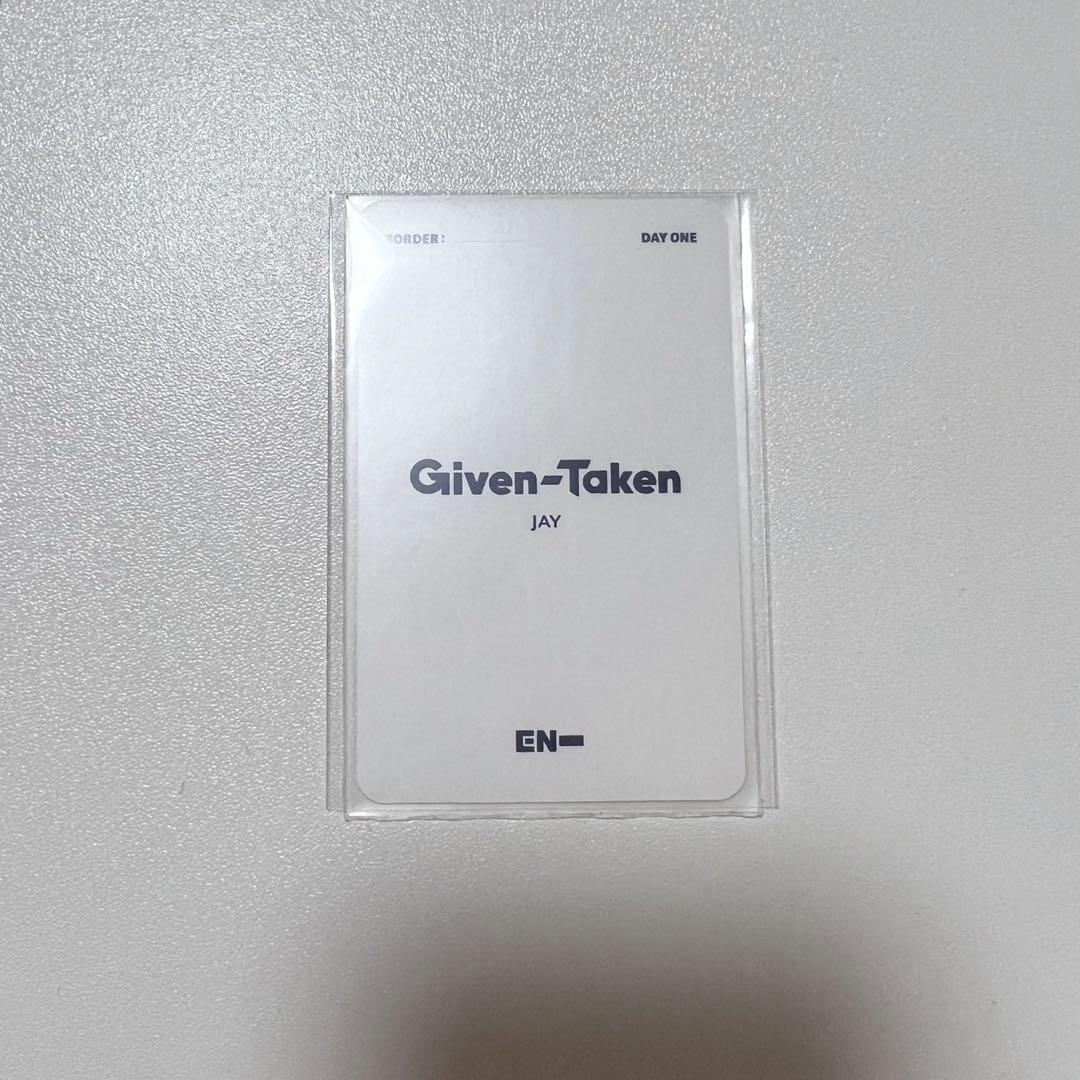 BORDER: DAY ONE
Given-Taken
JAY
EN-